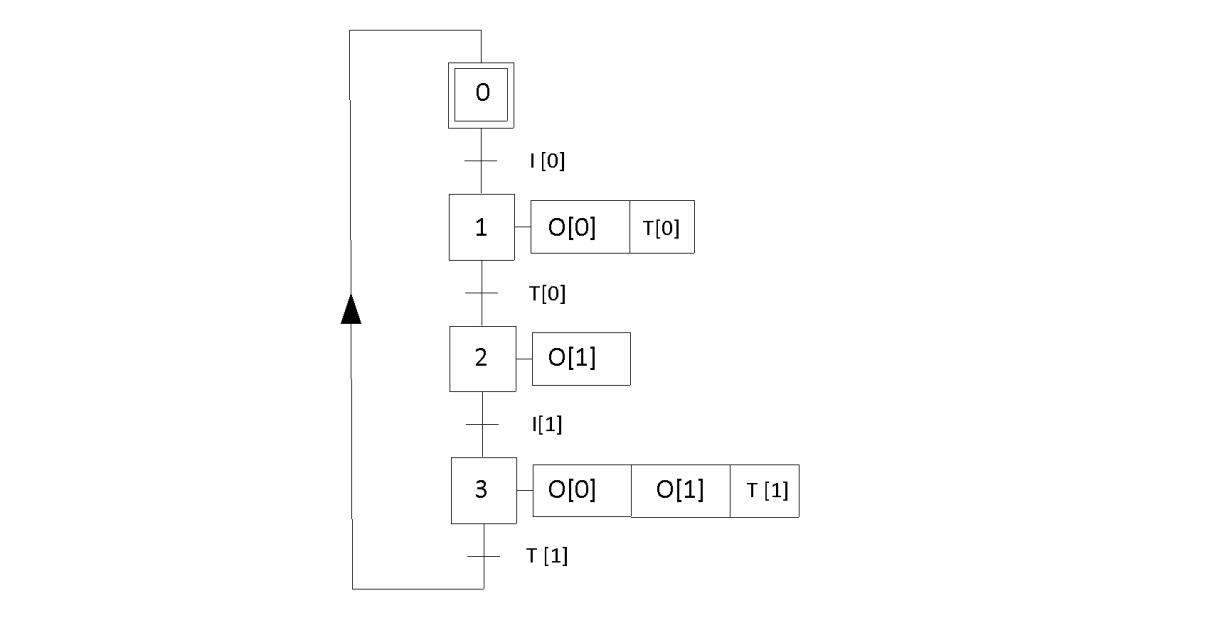 0
I [0]
1 O[0] T[0]
T[0]
2 O[1]
I[1]
3 O[0] O[1] T [1]
T [1]